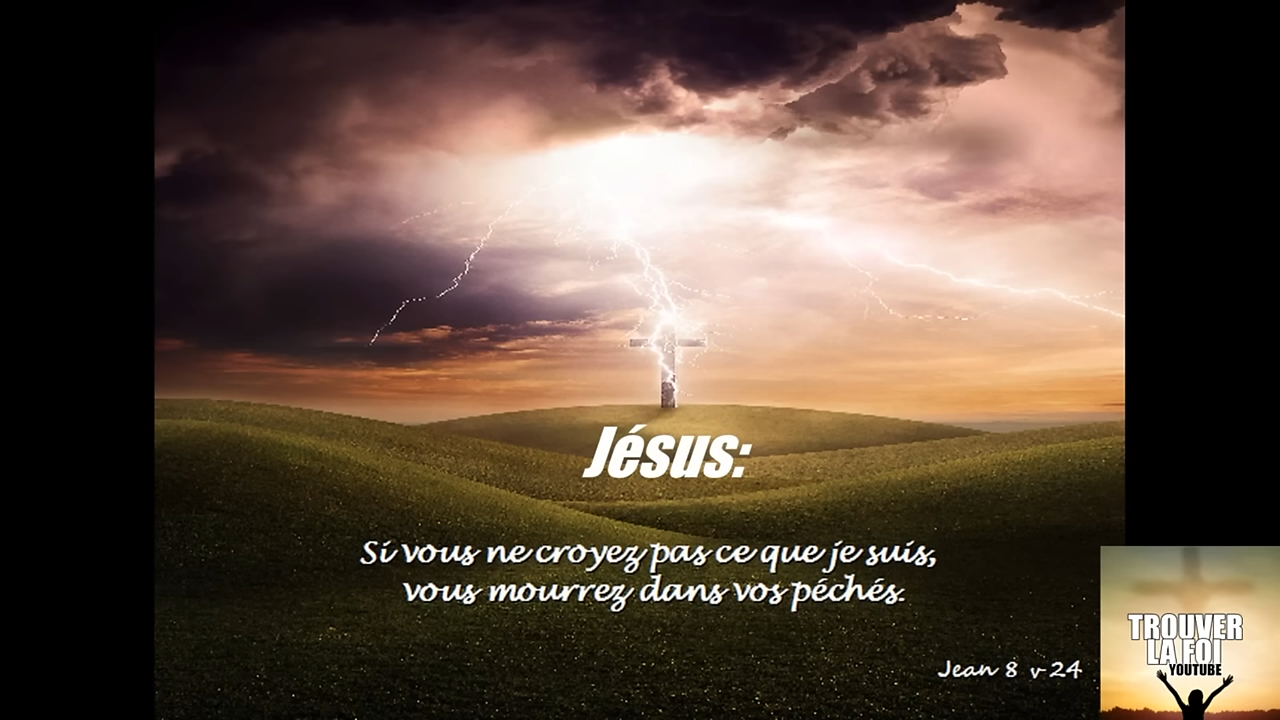 Jésus:
Si vous ne croyez pas ce que je suis,
vous mourrez dans vos péchés.
Jean 8 v 24
TROUVER
LA FOI
YOUTUBE